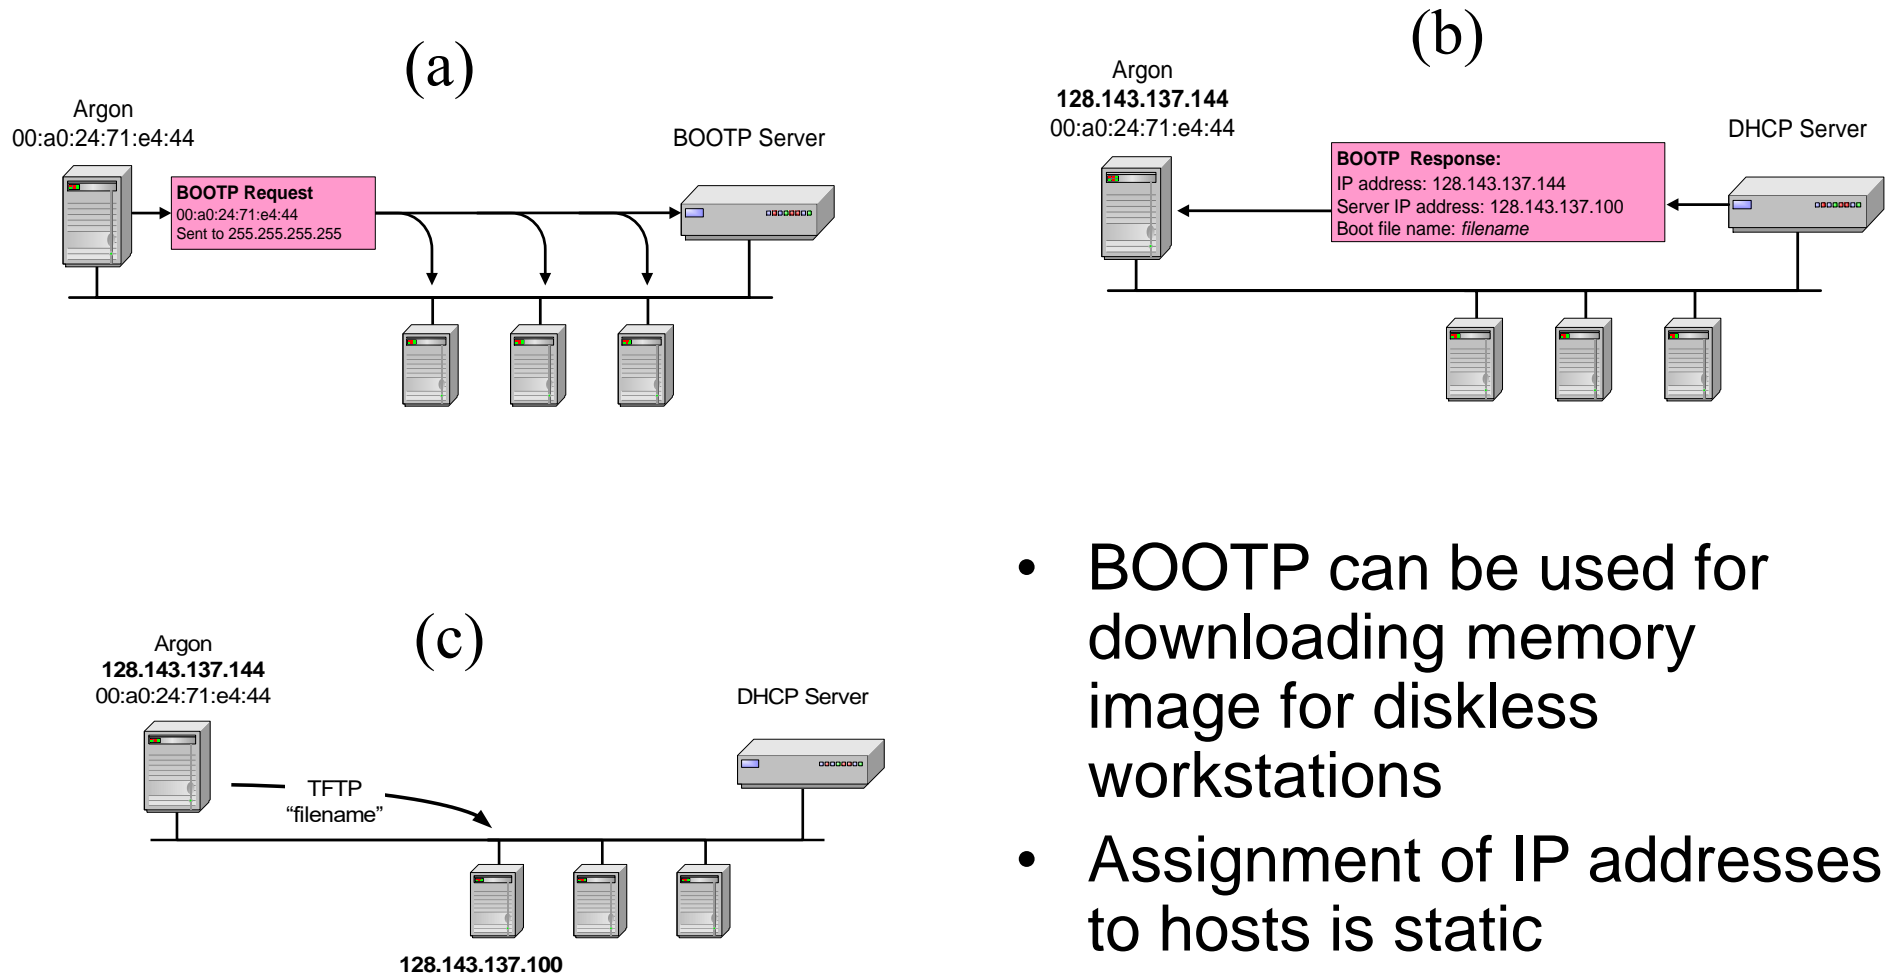 (a)
Argon
00:a0:24:71:e4:44
BOOTP Server
BOOTP Request
00:a0:24:71:e4:44
Sent to 255.255.255.255
(b)
Argon
128.143.137.144
00:a0:24:71:e4:44
DHCP Server
BOOTP Response:
IP address: 128.143.137.144
Server IP address: 128.143.137.100
Boot file name: filename
(c)
Argon
128.143.137.144
00:a0:24:71:e4:44
DHCP Server
TFTP
“filename”
128.143.137.100
• BOOTP can be used for
downloading memory
image for diskless
workstations
• Assignment of IP addresses
to hosts is static